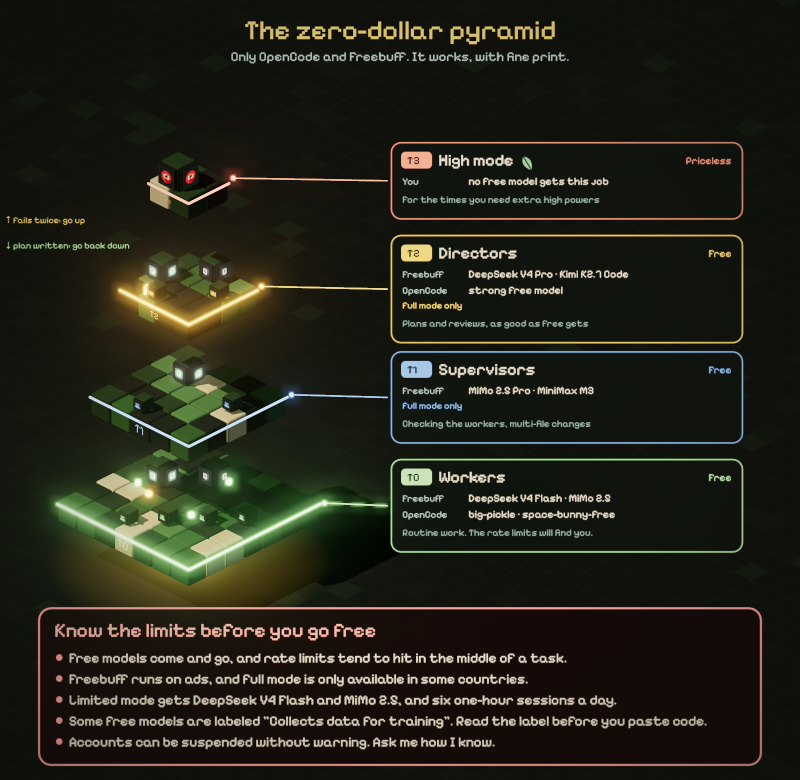 The zero-dollar pyramid
Only OpenCode and Freebuff. It works, with fine print.
↑3 High mode Priceless
You no free model gets this job
For the times you need extra high powers
↑ fails twice: go up
↓ plan written: go back down
↑2 Directors Free
Freebuff DeepSeek V4 Pro · Kimi K2.7 Code
OpenCode strong free model
Full mode only
Plans and reviews, as good as free gets
↑2
↑1 Supervisors Free
Freebuff MiMo 2.5 Pro · MiniMax M3
Full mode only
Checking the workers, multi-file changes
↑1
↑0 Workers Free
Freebuff DeepSeek V4 Flash · MiMo 2.5
OpenCode big-pickle · space-bunny-free
Routine work. The rate limits will find you.
↑0
Know the limits before you go free
Free models come and go, and rate limits tend to hit in the middle of a task.
Freebuff runs on ads, and Full mode is only available in some countries.
Limited mode gets DeepSeek V4 Flash and MiMo 2.5, and six one-hour sessions a day.
Some free models are labeled "Collects data for training". Read the label before you paste code.
Accounts can be suspended without warning. Ask me how I know.